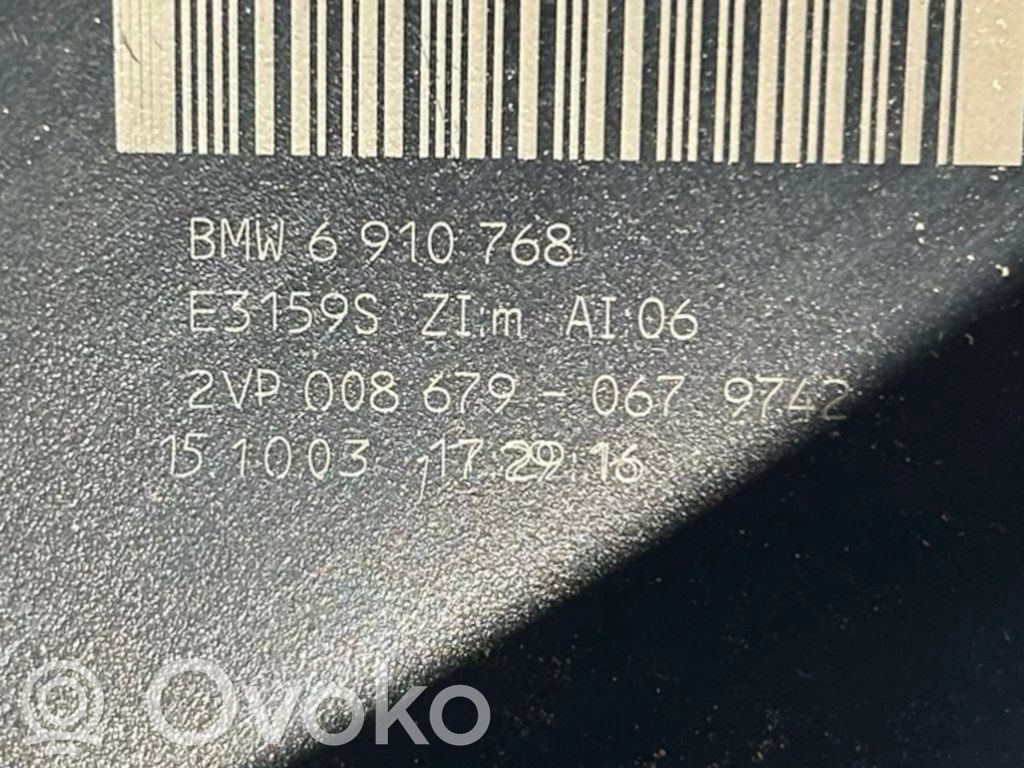 BMW 6 910 768
E3159S ZI:m AI:06
2VP 008 679 - 067 9742
15.10.03 17:29:16
Ovoko